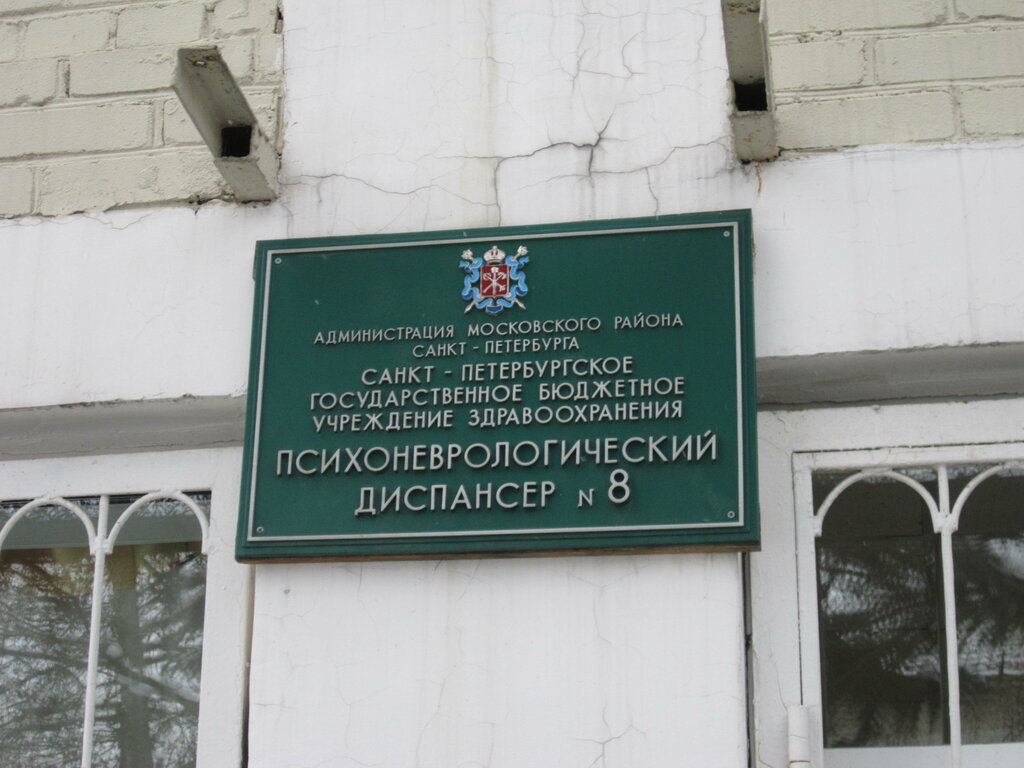 АДМИНИСТРАЦИЯ МОСКОВСКОГО РАЙОНА
САНКТ - ПЕТЕРБУРГА
САНКТ - ПЕТЕРБУРГСКОЕ
ГОСУДАРСТВЕННОЕ БЮДЖЕТНОЕ
УЧРЕЖДЕНИЕ ЗДРАВООХРАНЕНИЯ
ПСИХОНЕВРОЛОГИЧЕСКИЙ
ДИСПАНСЕР N 8